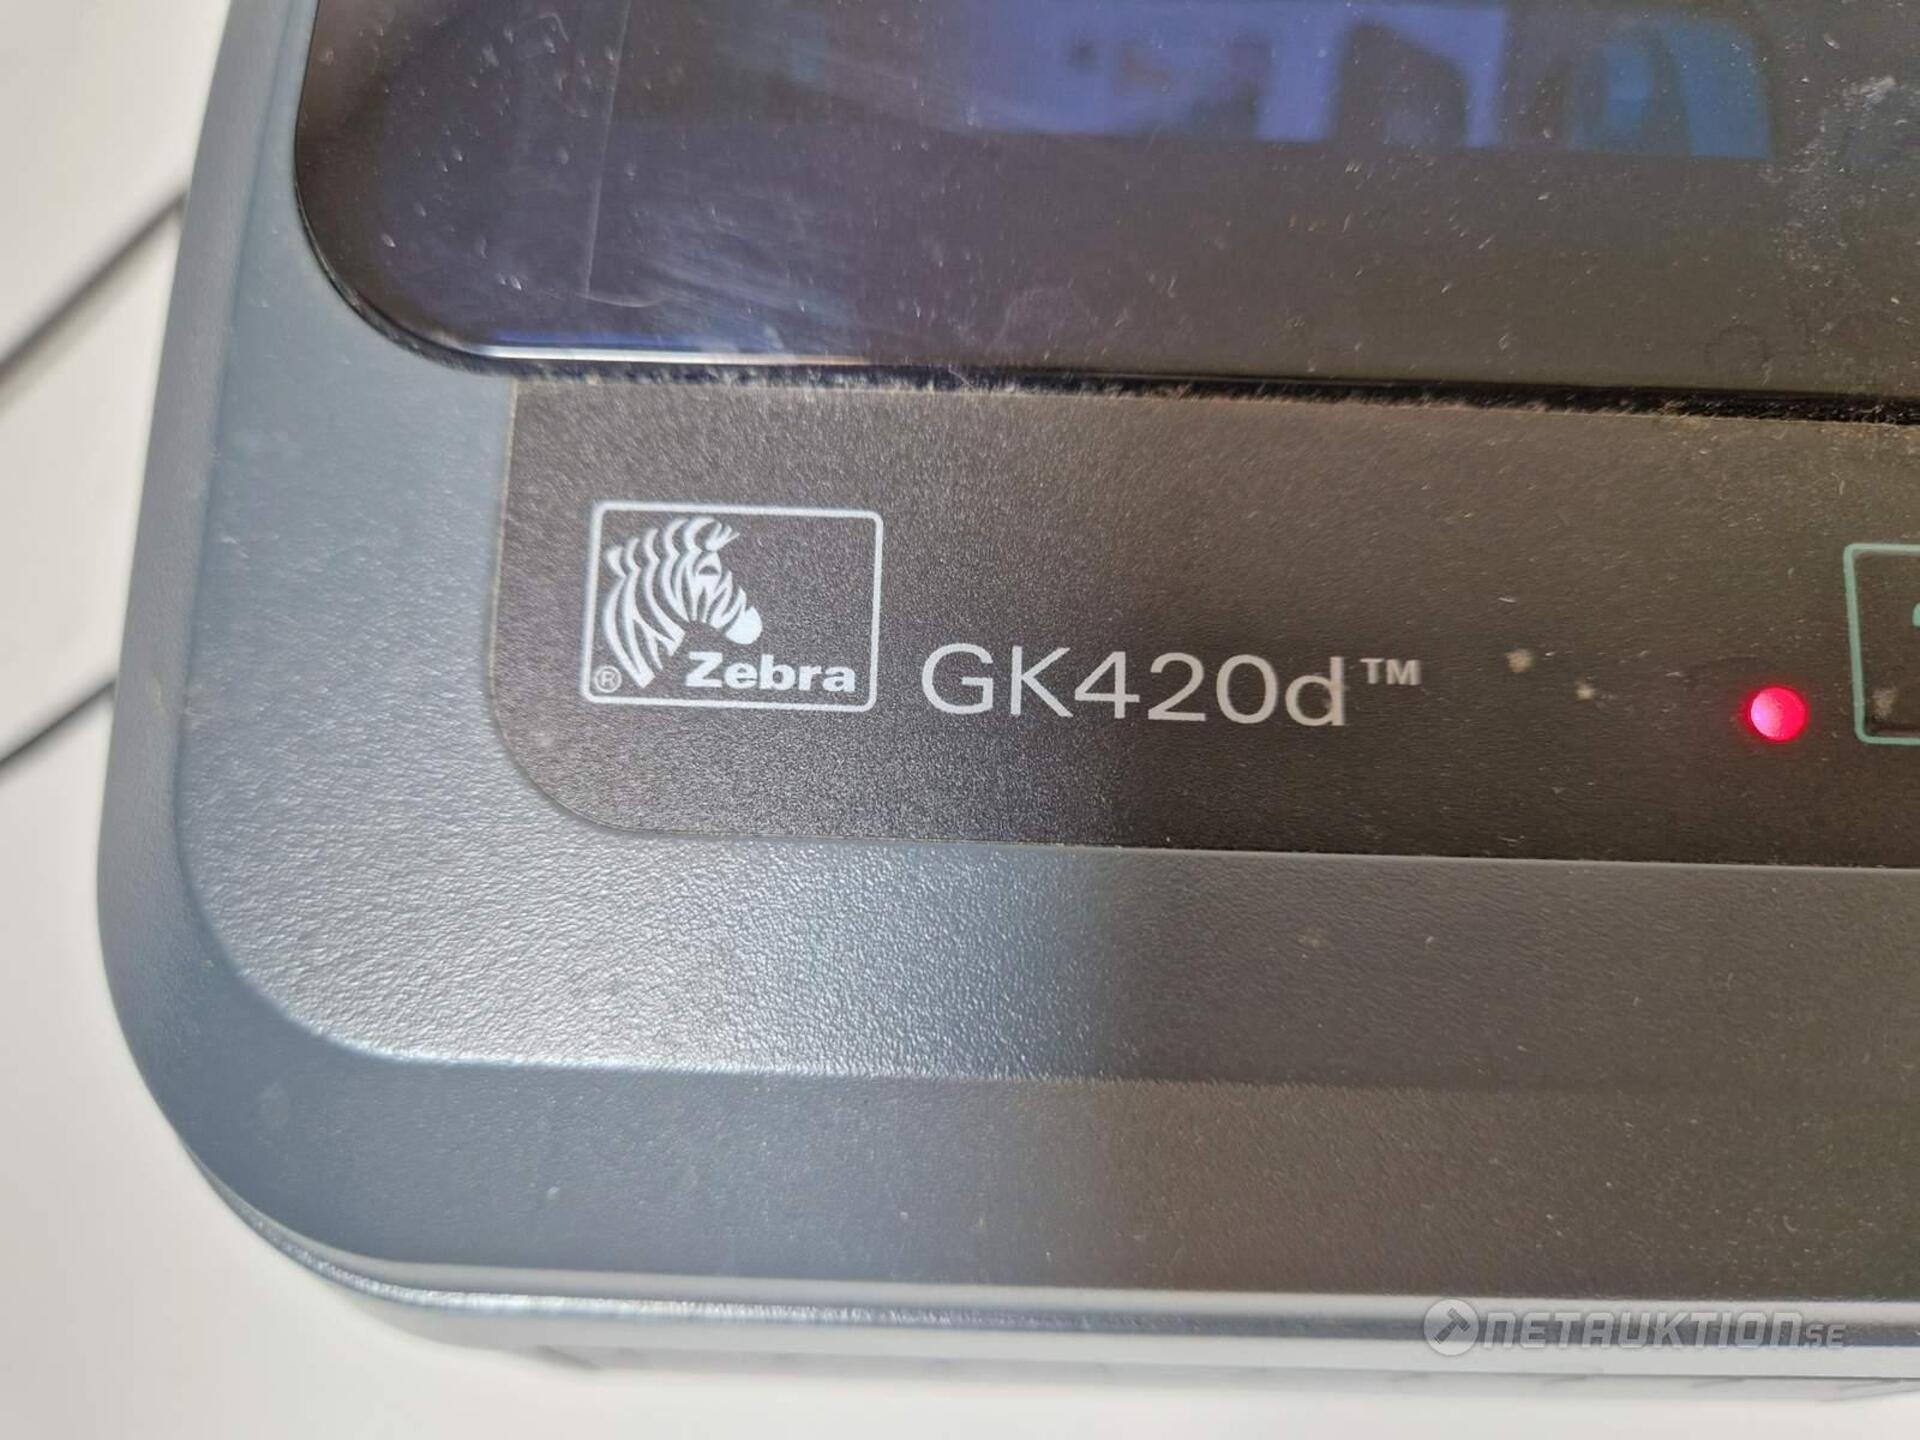 ® Zebra GK420d™
NETAUKTION.SE